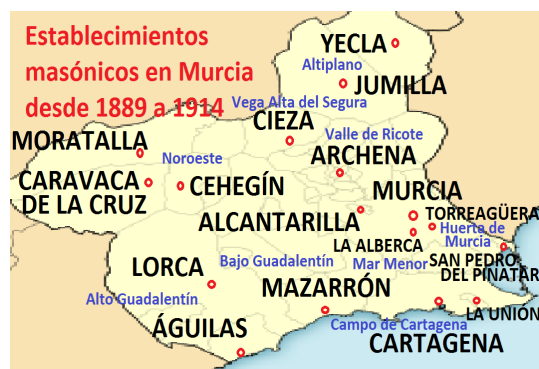 Establecimientos
masónicos en Murcia
desde 1889 a 1914
YECLA
Altiplano
JUMILLA
Vega Alta del Segura
CIEZA
Valle de Ricote
MORATALLA
Noroeste
ARCHENA
CARAVACA
DE LA CRUZ
CEHEGÍN
MURCIA
ALCANTARILLA
TORREAGÜERA
Huerta de
Murcia
LA ALBERCA
SAN PEDRO
DEL PINATAR
Mar Menor
Bajo Guadalentín
LORCA
MAZARRÓN
Alto Guadalentín
LA UNIÓN
ÁGUILAS
Campo de Cartagena
CARTAGENA